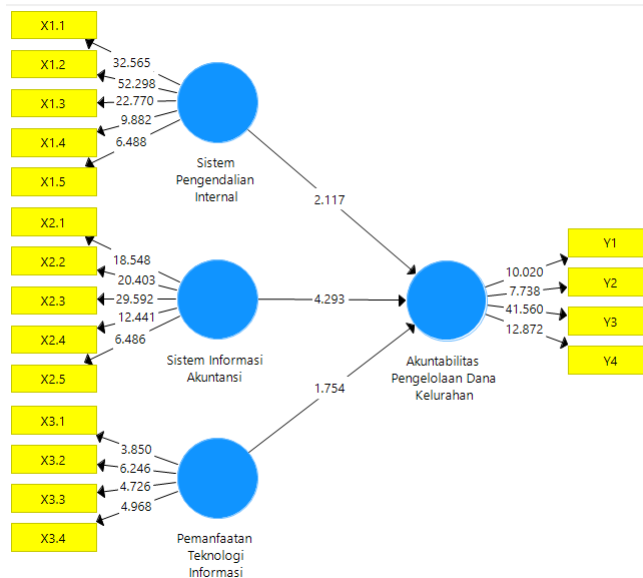 X1.1
32.565
X1.2
52.298
X1.3
22.770
X1.4
9.882
X1.5
6.488
Sistem
Pengendalian
Internal
2.117
X2.1
18.548
X2.2
20.403
X2.3
29.592
X2.4
12.441
X2.5
6.486
Sistem Informasi
Akuntansi
4.293
X3.1
3.850
X3.2
6.246
X3.3
4.726
X3.4
4.968
Pemanfaatan
Teknologi
Informasi
1.754
Akuntabilitas
Pengelolaan Dana
Kelurahan
10.020
Y1
7.738
Y2
41.560
Y3
12.872
Y4